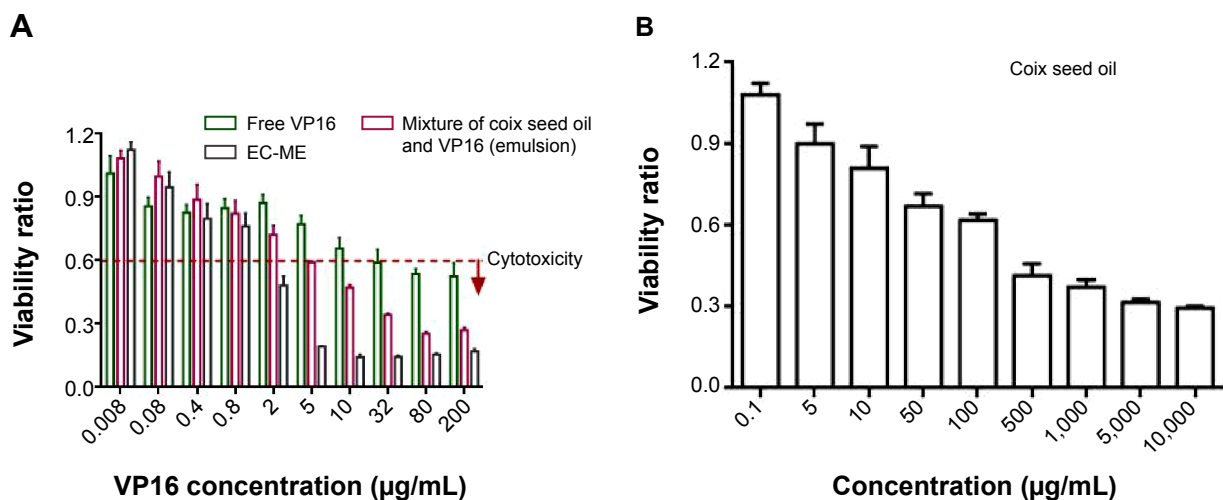 A
Free VP16
EC-ME
Mixture of coix seed oil
and VP16 (emulsion)
Viability ratio
1.2
0.9
0.6
0.3
0.0
Cytotoxicity
0.008
0.08
0.4
0.8
2
5
10
32
80
200
VP16 concentration (µg/mL)
B
Coix seed oil
Viability ratio
1.2
0.9
0.6
0.3
0.0
0.1
5
10
50
100
500
1,000
5,000
10,000
Concentration (µg/mL)